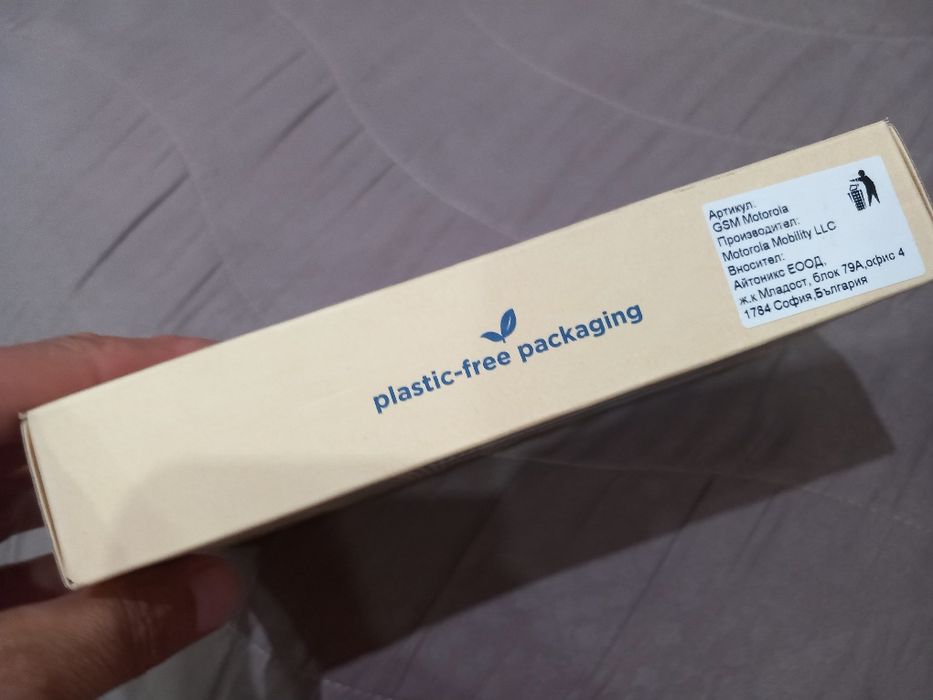 plastic-free packaging
Артикул:
GSM Motorola
Производител:
Motorola Mobility LLC
Вносител:
Айтоникс ЕООД,
ж.к Младост, блок 79А,офис 4
1784 София,България